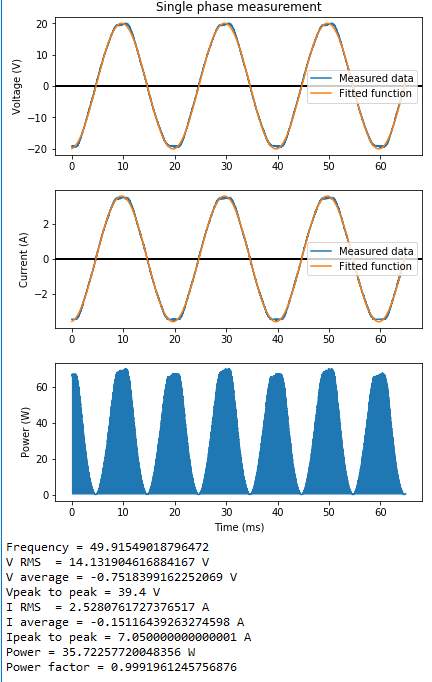 Single phase measurement
20
10
0
−10
−20
Voltage (V)
Measured data
Fitted function
0 10 20 30 40 50 60
2
0
−2
Current (A)
Measured data
Fitted function
0 10 20 30 40 50 60
60
40
20
0
Power (W)
0 10 20 30 40 50 60
Time (ms)
Frequency = 49.91549018796472
V RMS  = 14.131904616884167 V
V average = -0.7518399162252069 V
Vpeak to peak = 39.4 V
I RMS  = 2.5280761727376517 A
I average = -0.15116439263274598 A
Ipeak to peak = 7.050000000000001 A
Power = 35.72257720048356 W
Power factor = 0.9991961245756876